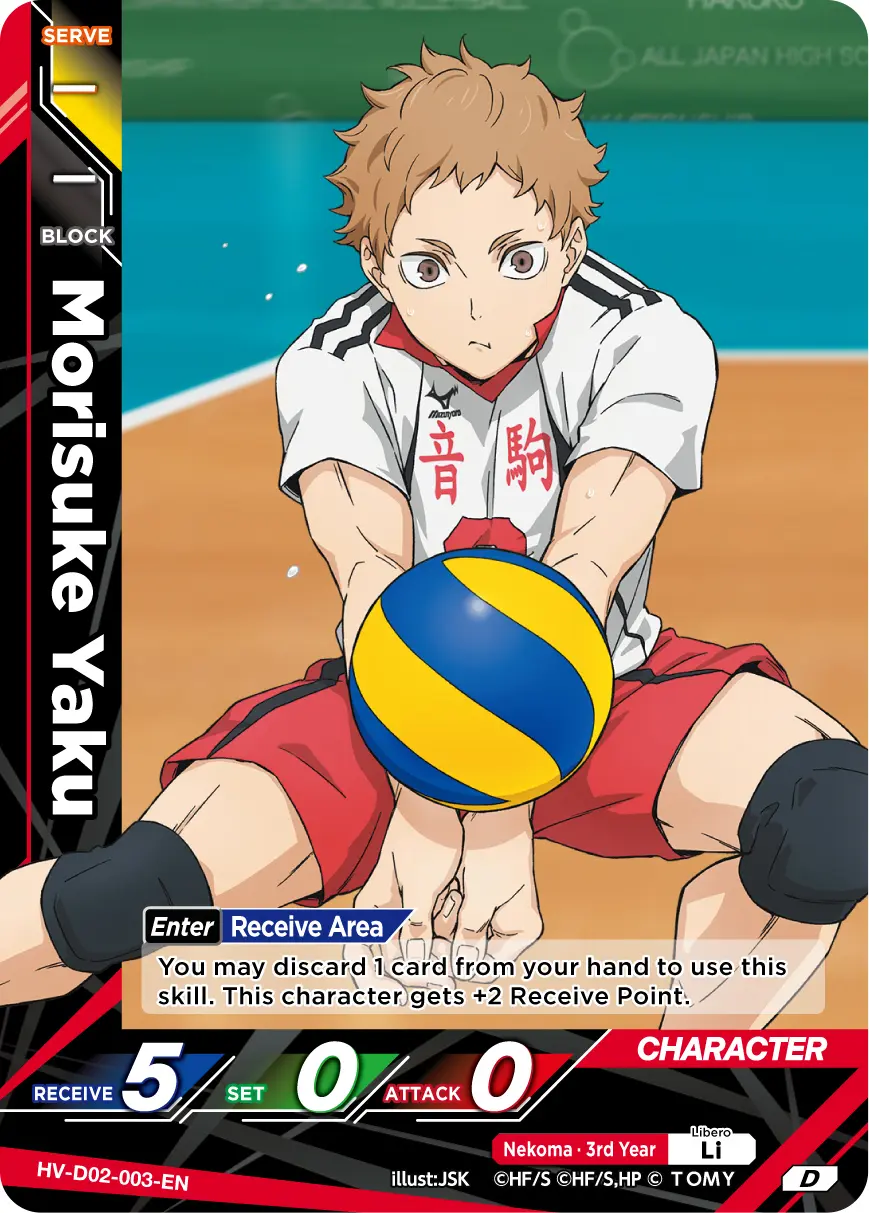 SERVE
–
–
BLOCK
Morisuke Yaku
ALL JAPAN HIGH SC
Mizunyoro
音駒
Enter Receive Area
You may discard 1 card from your hand to use this
skill. This character gets +2 Receive Point.
CHARACTER
RECEIVE 5 SET 0 ATTACK 0
Libero
Nekoma · 3rd Year Li
HV-D02-003-EN
illust:JSK ©HF/S ©HF/S,HP © TOMY
D